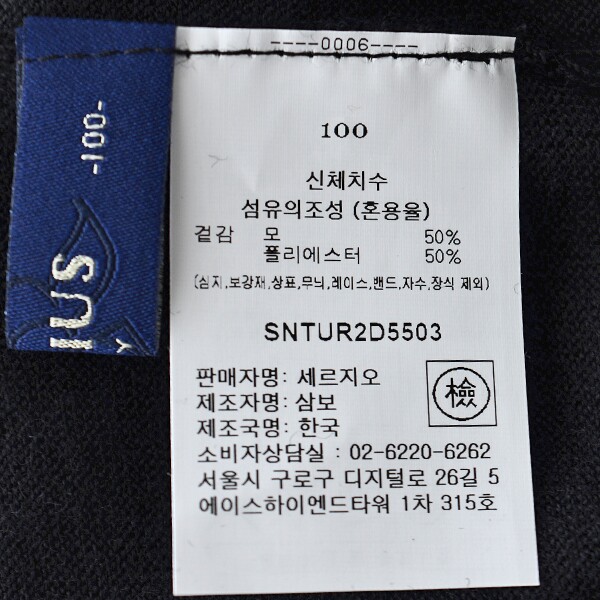 -100-
IUS
----0006----
100
신체치수
섬유의조성 (혼용율)
겉감 모 50%
폴리에스터 50%
(심지,보강재,상표,무늬,레이스,밴드,자수,장식 제외)
SNTUR2D5503
판매자명: 세르지오
제조자명: 삼보
제조국명: 한국
檢
소비자상담실 : 02-6220-6262
서울시 구로구 디지털로 26길 5
에이스하이엔드타워 1차 315호